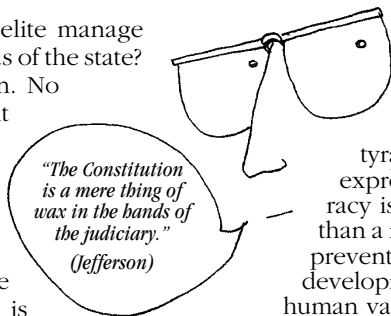 elite manage
us of the state?
n. No
t
"The Constitution
is a mere thing of
wax in the hands of
the judiciary."
(Jefferson)
e
is
tyra
expre
racy is
than a
prevent
develop
human va